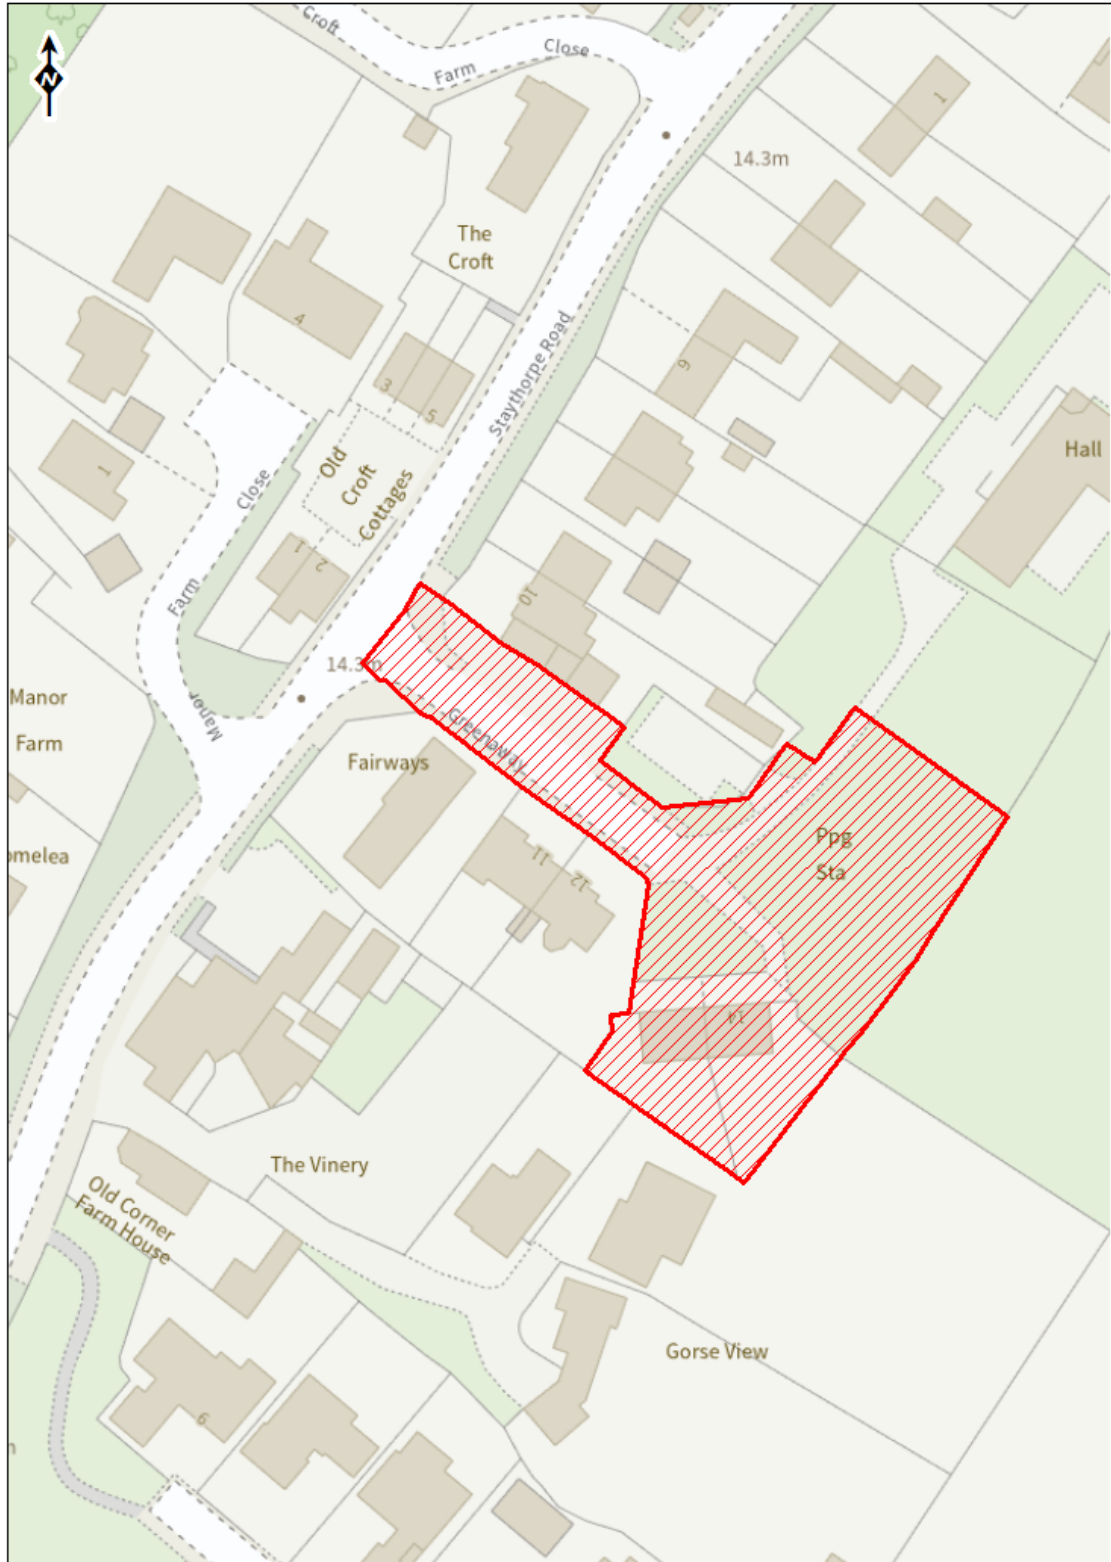 Croft
Close
Farm
N
1
14.3m
The
Croft
4
3
5
9
Staythorpe Road
Hall
Old
Croft
Cottages
1
Close
1
2
Farm
10
14.3m
Manor
Manor
Farm
Greenaway
Fairways
Ppg
Sta
omelea
11
12
14
The Vinery
Old Corner
Farm House
Gorse View
6